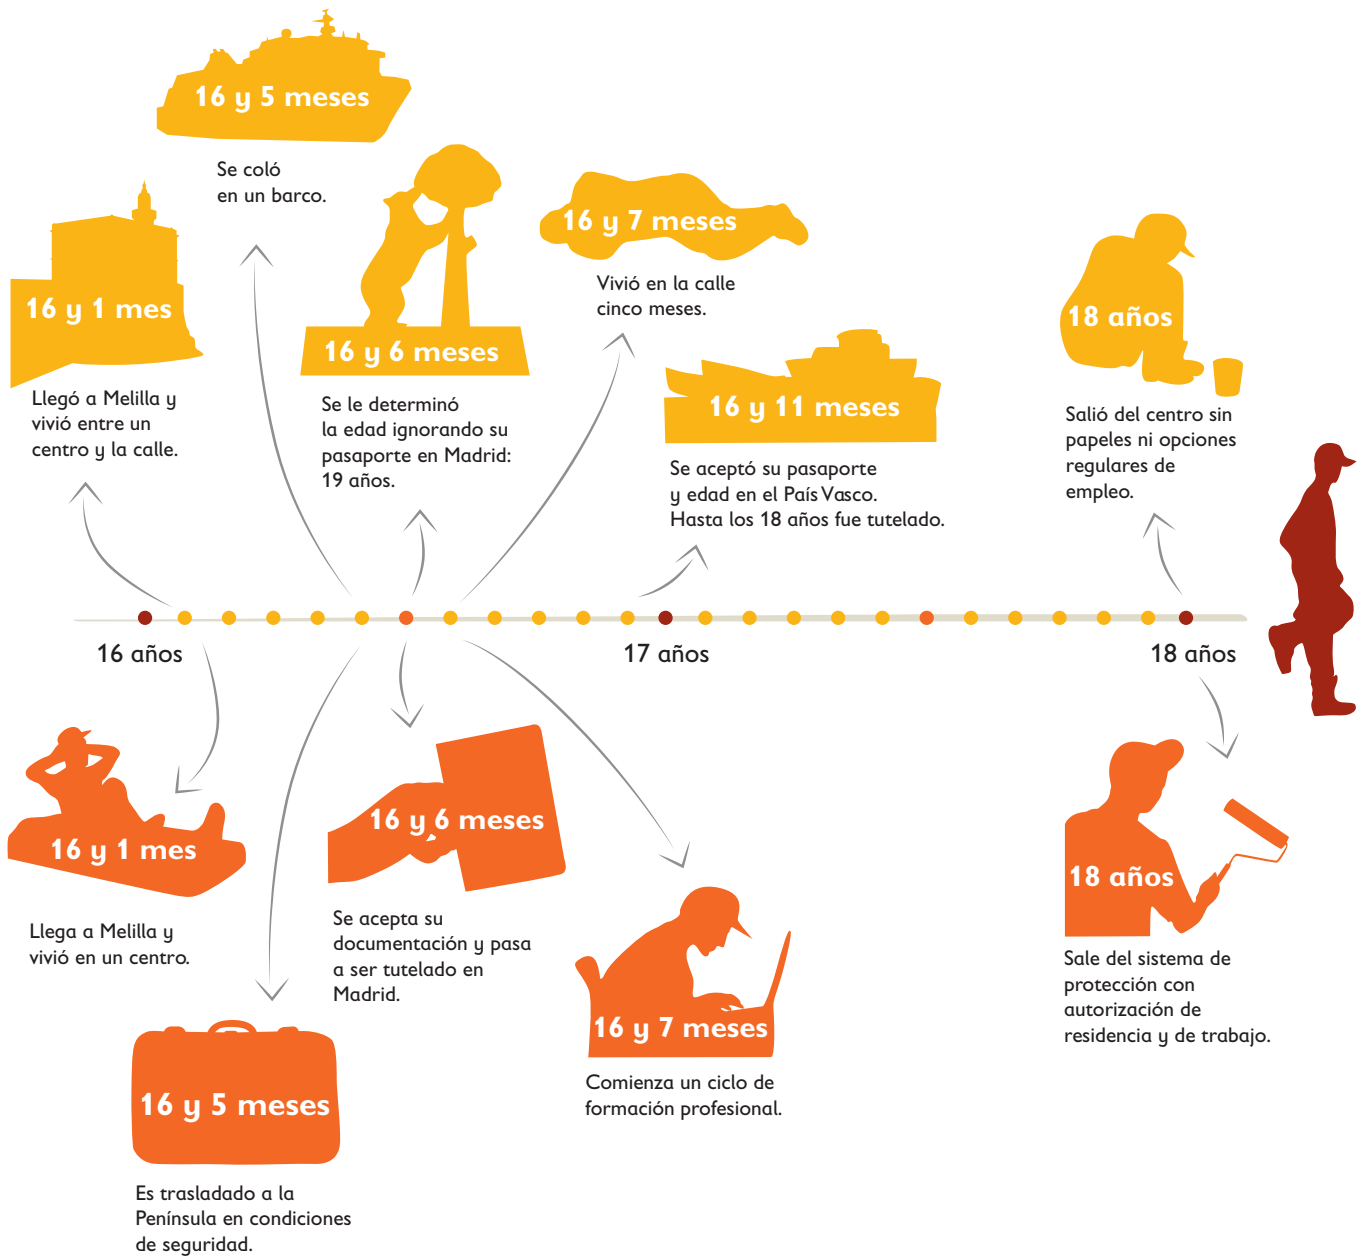 16 y 5 meses
Se coló
en un barco.
16 y 1 mes
Llegó a Melilla y
vivió entre un
centro y la calle.
16 y 6 meses
Se le determinó
la edad ignorando su
pasaporte en Madrid:
19 años.
16 y 7 meses
Vivió en la calle
cinco meses.
16 y 11 meses
Se aceptó su pasaporte
y edad en el País Vasco.
Hasta los 18 años fue tutelado.
18 años
Salió del centro sin
papeles ni opciones
regulares de
empleo.
16 años
17 años
18 años
16 y 1 mes
Llega a Melilla y
vivió en un centro.
16 y 5 meses
Es trasladado a la
Península en condiciones
de seguridad.
16 y 6 meses
Se acepta su
documentación y pasa
a ser tutelado en
Madrid.
16 y 7 meses
Comienza un ciclo de
formación profesional.
18 años
Sale del sistema de
protección con
autorización de
residencia y de trabajo.